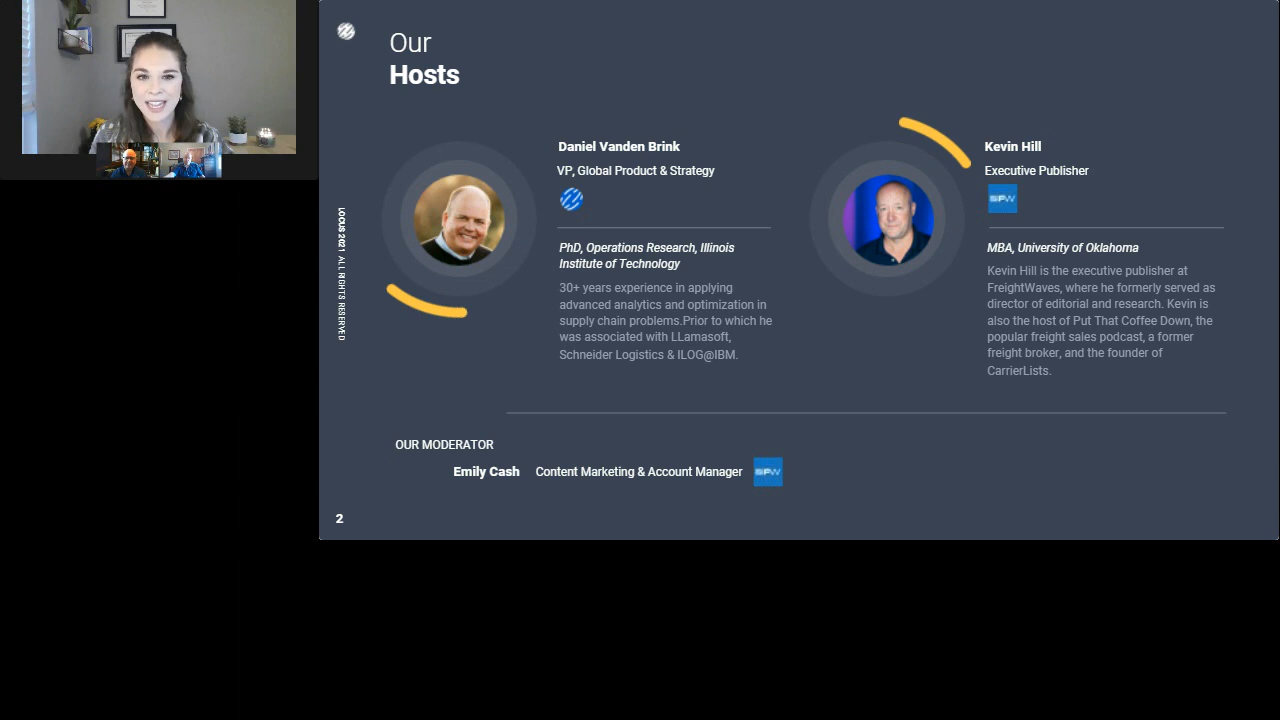 Our
Hosts
Daniel Vanden Brink
VP, Global Product & Strategy
PhD, Operations Research, Illinois
Institute of Technology
30+ years experience in applying
advanced analytics and optimization in
supply chain problems.Prior to which he
was associated with LLamasoft,
Schneider Logistics & ILOG@IBM.
Kevin Hill
Executive Publisher
MBA, University of Oklahoma
Kevin Hill is the executive publisher at
FreightWaves, where he formerly served as
director of editorial and research. Kevin is
also the host of Put That Coffee Down, the
popular freight sales podcast, a former
freight broker, and the founder of
CarrierLists.
LOCUS 2021 ALL RIGHTS RESERVED
OUR MODERATOR
Emily Cash Content Marketing & Account Manager
2